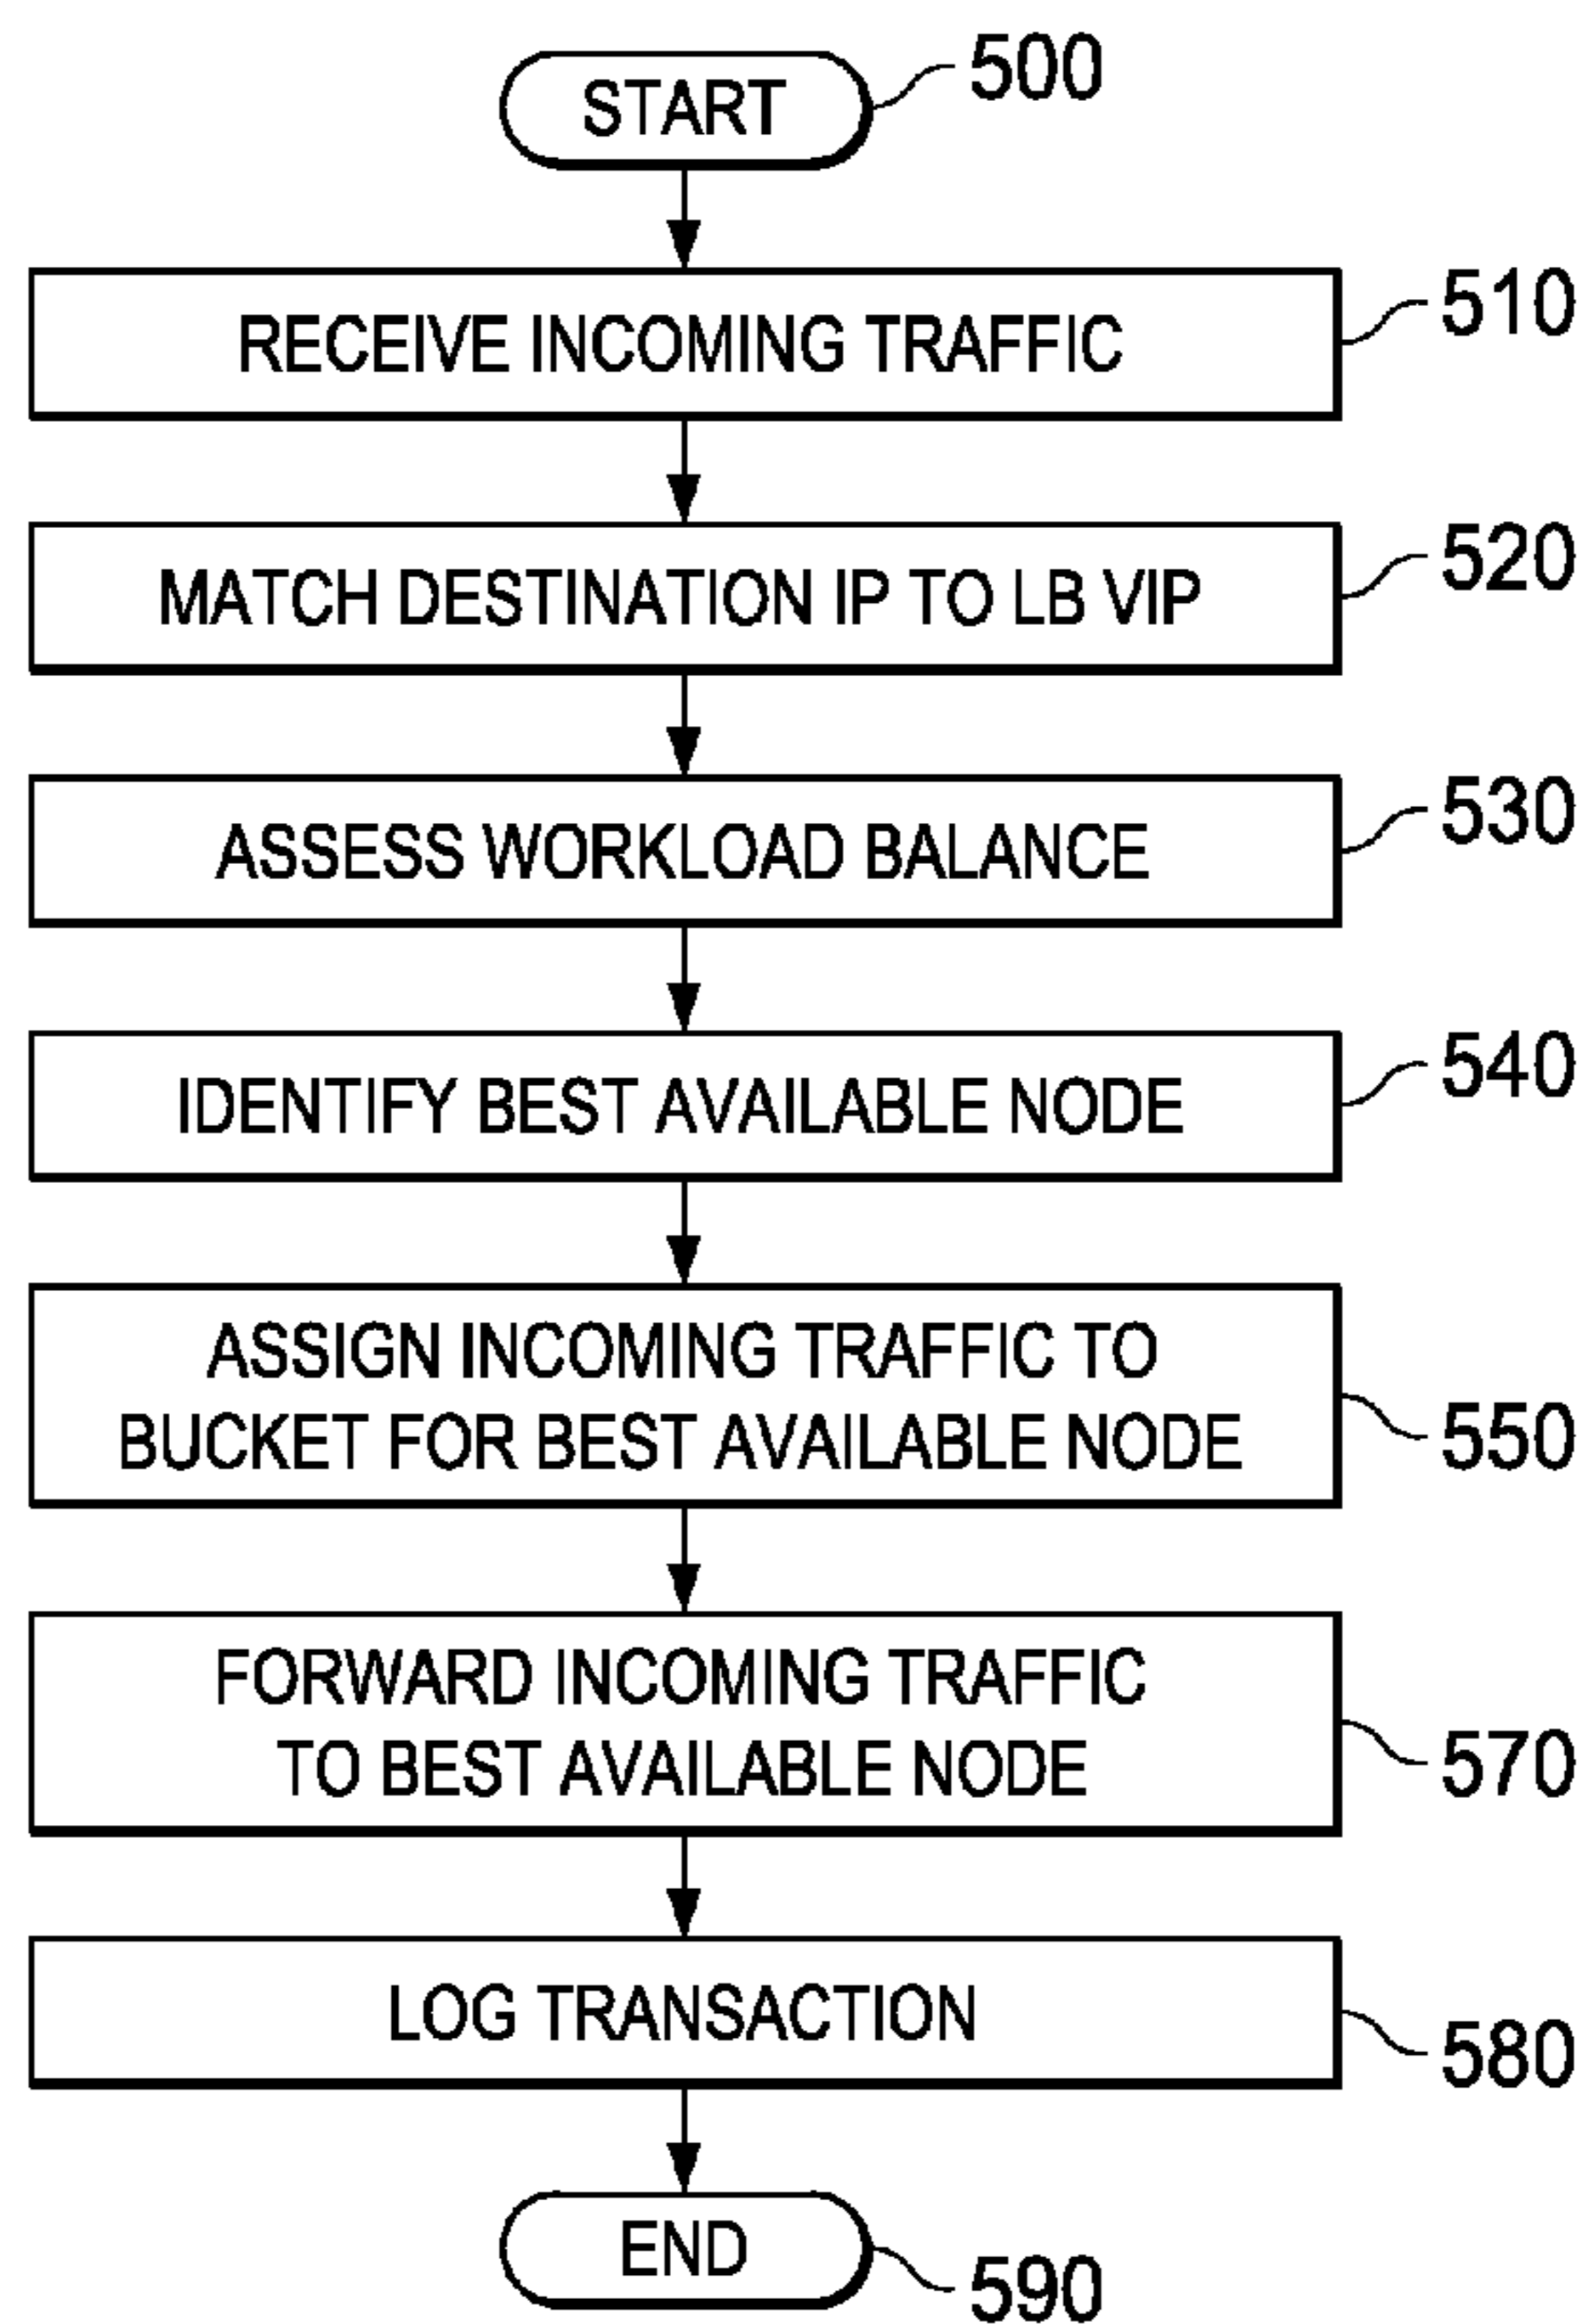 START
500
RECEIVE INCOMING TRAFFIC
510
MATCH DESTINATION IP TO LB VIP
520
ASSESS WORKLOAD BALANCE
530
IDENTIFY BEST AVAILABLE NODE
540
ASSIGN INCOMING TRAFFIC TO
BUCKET FOR BEST AVAILABLE NODE
550
FORWARD INCOMING TRAFFIC
TO BEST AVAILABLE NODE
570
LOG TRANSACTION
580
END
590